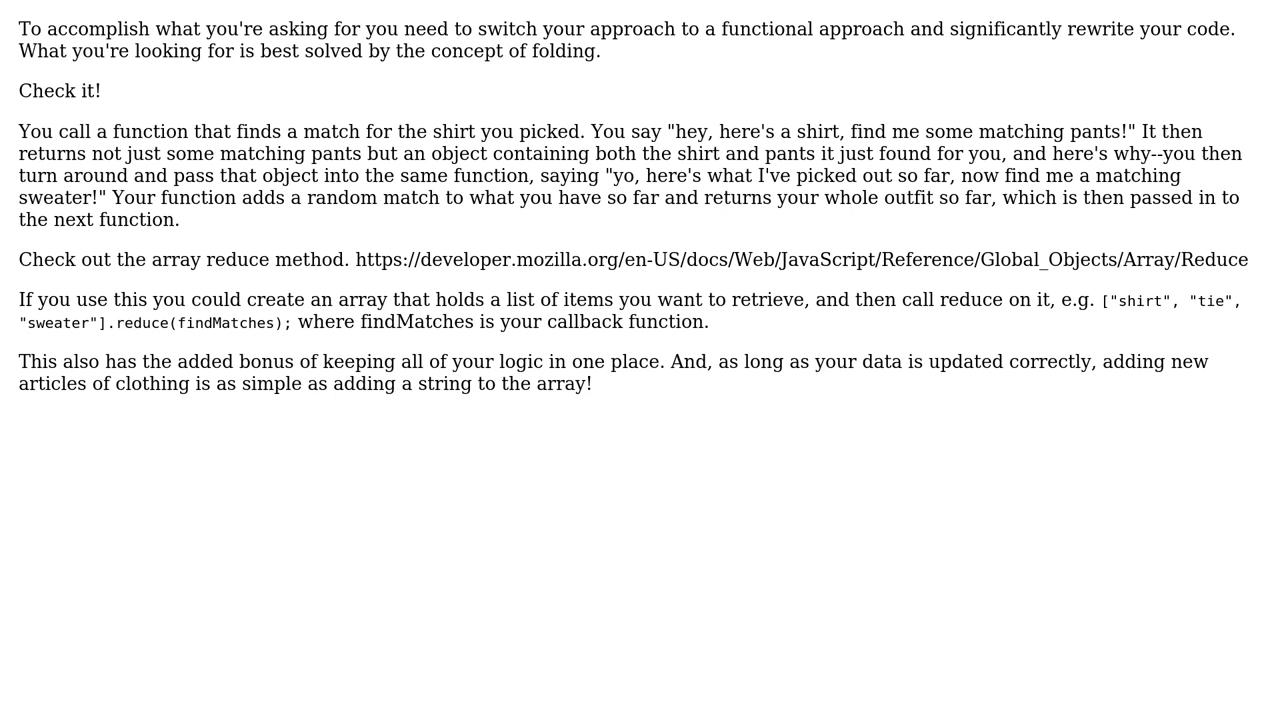 To accomplish what you're asking for you need to switch your approach to a functional approach and significantly rewrite your code.
What you're looking for is best solved by the concept of folding.
Check it!
You call a function that finds a match for the shirt you picked. You say "hey, here's a shirt, find me some matching pants!" It then
returns not just some matching pants but an object containing both the shirt and pants it just found for you, and here's why--you then
turn around and pass that object into the same function, saying "yo, here's what I've picked out so far, now find me a matching
sweater!" Your function adds a random match to what you have so far and returns your whole outfit so far, which is then passed in to
the next function.
Check out the array reduce method. https://developer.mozilla.org/en-US/docs/Web/JavaScript/Reference/Global_Objects/Array/Reduce
If you use this you could create an array that holds a list of items you want to retrieve, and then call reduce on it, e.g. ["shirt", "tie",
"sweater"].reduce(findMatches); where findMatches is your callback function.
This also has the added bonus of keeping all of your logic in one place. And, as long as your data is updated correctly, adding new
articles of clothing is as simple as adding a string to the array!